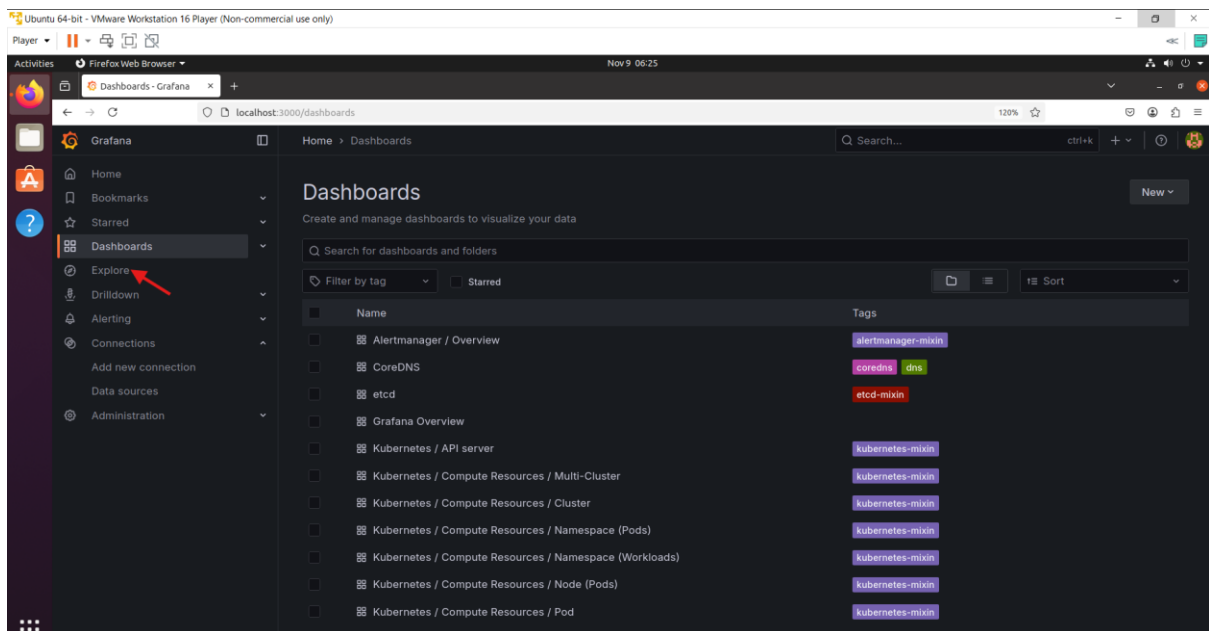 Ubuntu 64-bit - VMware Workstation 16 Player (Non-commercial use only)
Player
Activities Firefox Web Browser Nov 9 06:25
Dashboards - Grafana
localhost:3000/dashboards 120%
Grafana Home > Dashboards Search... ctrl+k
Home
Bookmarks
Starred
Dashboards
Explore
Drilldown
Alerting
Connections
Add new connection
Data sources
Administration
Dashboards New
Create and manage dashboards to visualize your data
Search for dashboards and folders
Filter by tag Starred Sort
Name Tags
Alertmanager / Overview alertmanager-mixin
CoreDNS coredns dns
etcd etcd-mixin
Grafana Overview
Kubernetes / API server kubernetes-mixin
Kubernetes / Compute Resources / Multi-Cluster kubernetes-mixin
Kubernetes / Compute Resources / Cluster kubernetes-mixin
Kubernetes / Compute Resources / Namespace (Pods) kubernetes-mixin
Kubernetes / Compute Resources / Namespace (Workloads) kubernetes-mixin
Kubernetes / Compute Resources / Node (Pods) kubernetes-mixin
Kubernetes / Compute Resources / Pod kubernetes-mixin